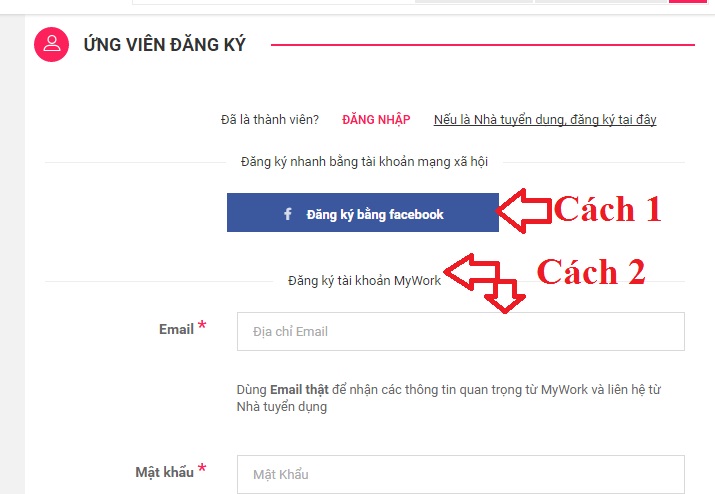 ỨNG VIÊN ĐĂNG KÝ
Đã là thành viên? ĐĂNG NHẬP Nếu là Nhà tuyển dụng, đăng ký tại đây
Đăng ký nhanh bằng tài khoản mạng xã hội
f Đăng ký bằng facebook
Cách 1
Đăng ký tài khoản MyWork
Cách 2
Email *
Địa chỉ Email
Dùng Email thật để nhận các thông tin quan trọng từ MyWork và liên hệ từ
Nhà tuyển dụng
Mật khẩu *
Mật Khẩu